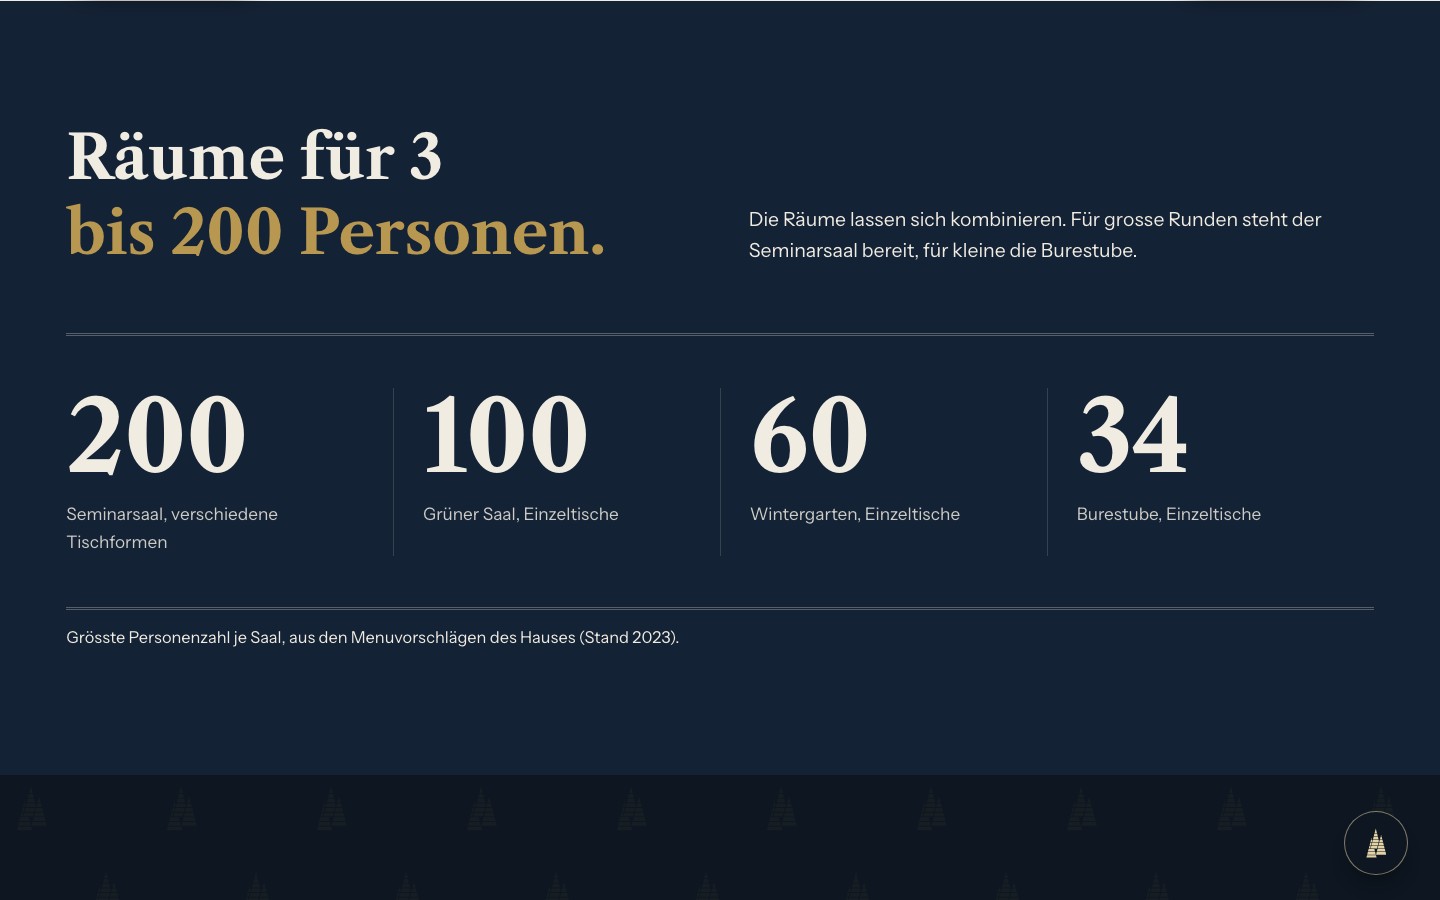 Räume für 3
bis 200 Personen.
Die Räume lassen sich kombinieren. Für grosse Runden steht der
Seminarsaal bereit, für kleine die Burestube.
200
Seminarsaal, verschiedene
Tischformen
100
Grüner Saal, Einzeltische
60
Wintergarten, Einzeltische
34
Burestube, Einzeltische
Grösste Personenzahl je Saal, aus den Menuvorschlägen des Hauses (Stand 2023).